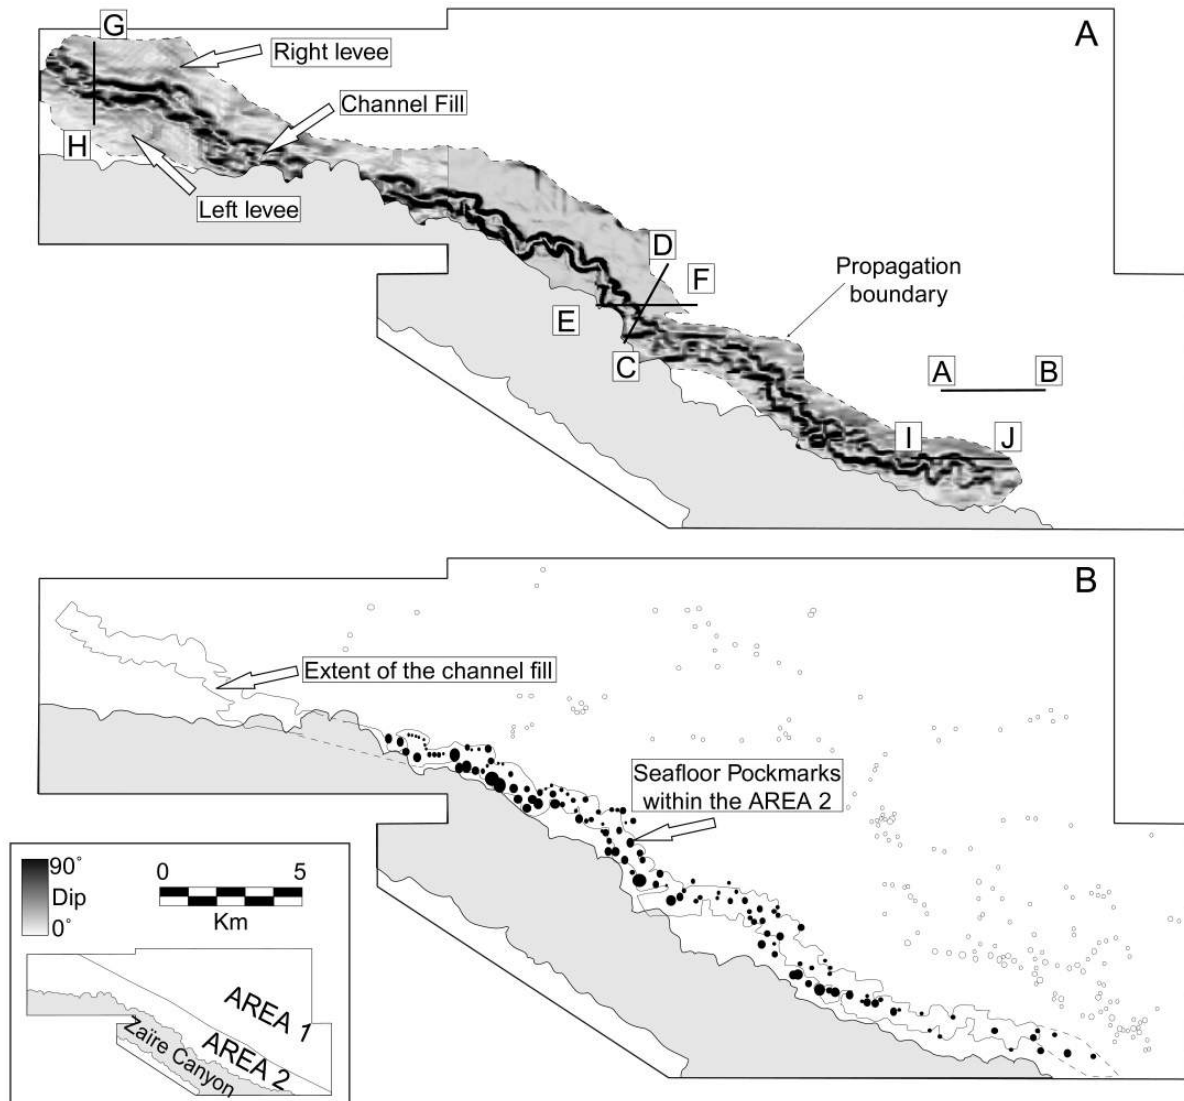 A
G
Right levee
Channel Fill
H
Left levee
D
F
Propagation
boundary
E
C
A
B
I
J
B
Extent of the channel fill
Seafloor Pockmarks
within the AREA 2
90°
Dip
0°
0
5
Km
AREA 1
AREA 2
Zaïre Canyon